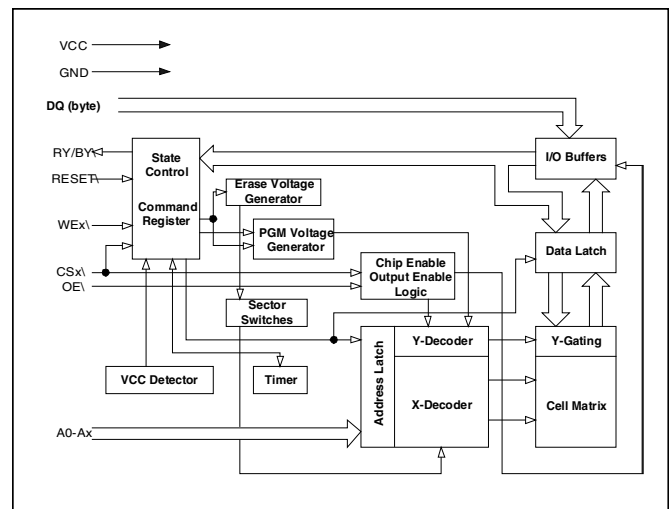 VCC
GND
DQ (byte)
RY/BY\
RESET\
WEx\
CSx\
OE\
A0-Ax
State
Control
Command
Register
Erase Voltage
Generator
PGM Voltage
Generator
Chip Enable
Output Enable
Logic
Sector
Switches
VCC Detector
Timer
Address Latch
Y-Decoder
X-Decoder
I/O Buffers
Data Latch
Y-Gating
Cell Matrix